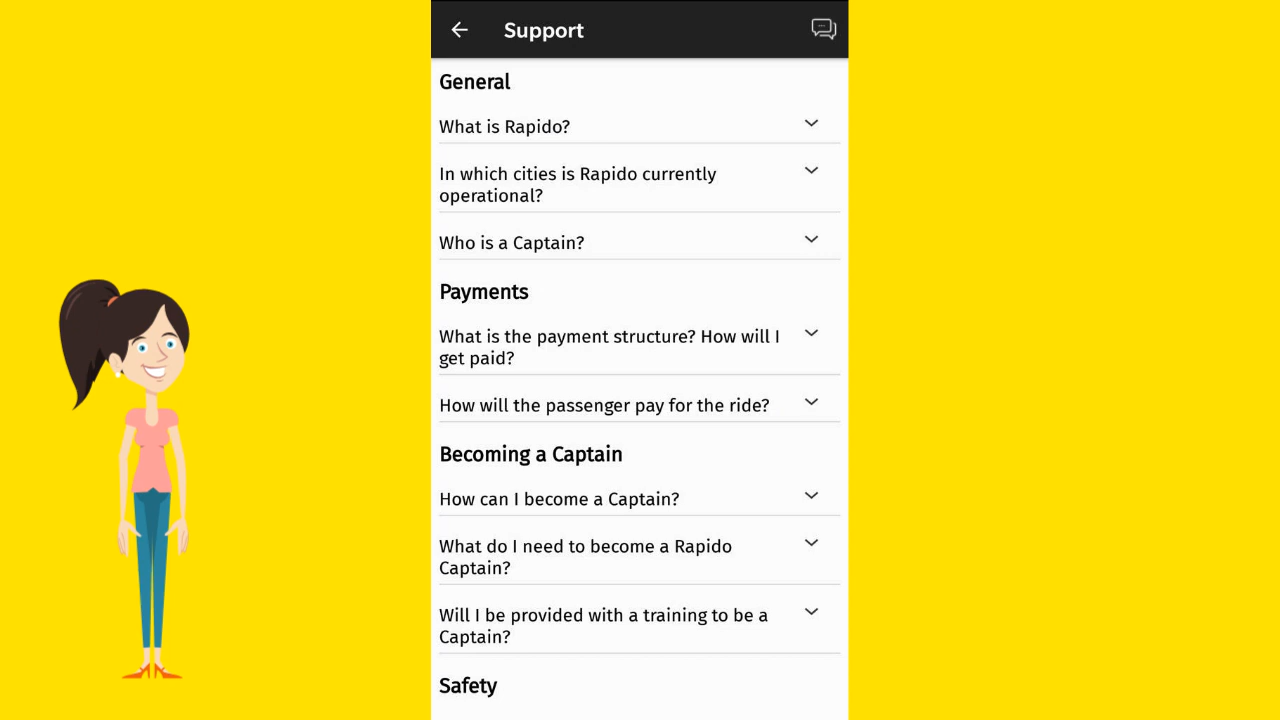 Support
General
What is Rapido?
In which cities is Rapido currently
operational?
Who is a Captain?
Payments
What is the payment structure? How will I
get paid?
How will the passenger pay for the ride?
Becoming a Captain
How can I become a Captain?
What do I need to become a Rapido
Captain?
Will I be provided with a training to be a
Captain?
Safety